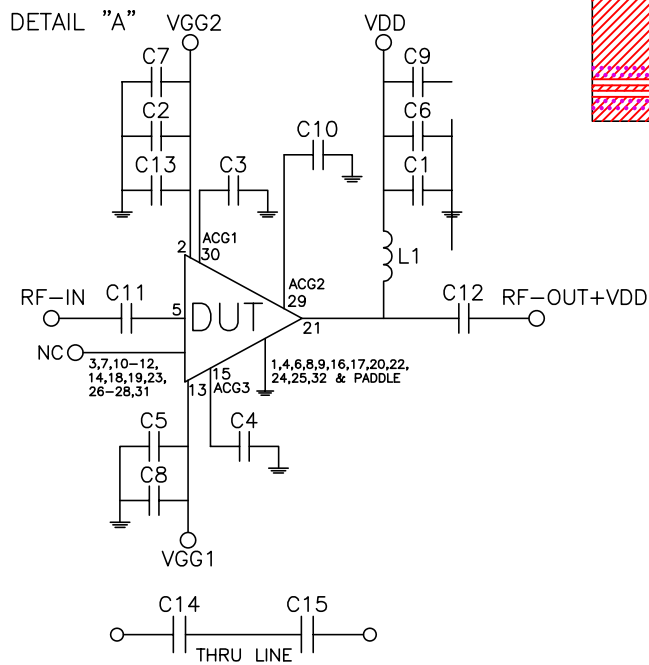 DETAIL "A"
VGG2
VDD
C7
C9
C2
C10
C6
C13
C3
C1
ACG1
2
30
L1
ACG2
RF-IN
C11
29
C12
RF-OUT+VDD
5
DUT
21
NC
3,7,10-12,
14,18,19,23,
26-28,31
15
13
ACG3
1,4,6,8,9,16,17,20,22,
24,25,32 & PADDLE
C5
C4
C8
VGG1
C14
C15
THRU LINE